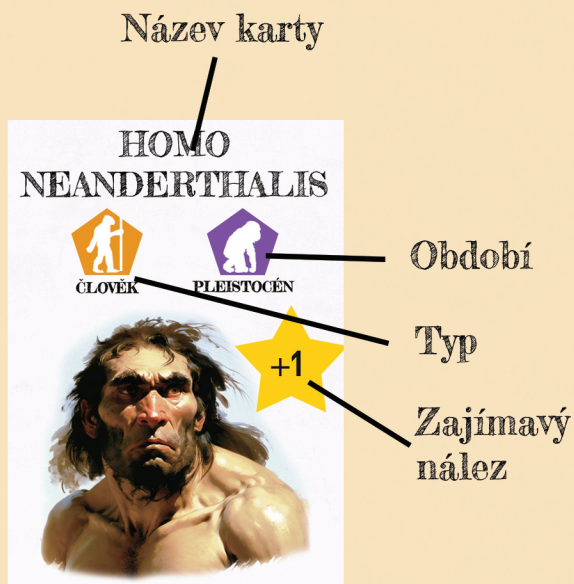 Název karty
HOMO
NEANDERTHALIS
ČLOVĚK
PLEISTOCÉN
Období
Typ
+1
Zajímavý
nález